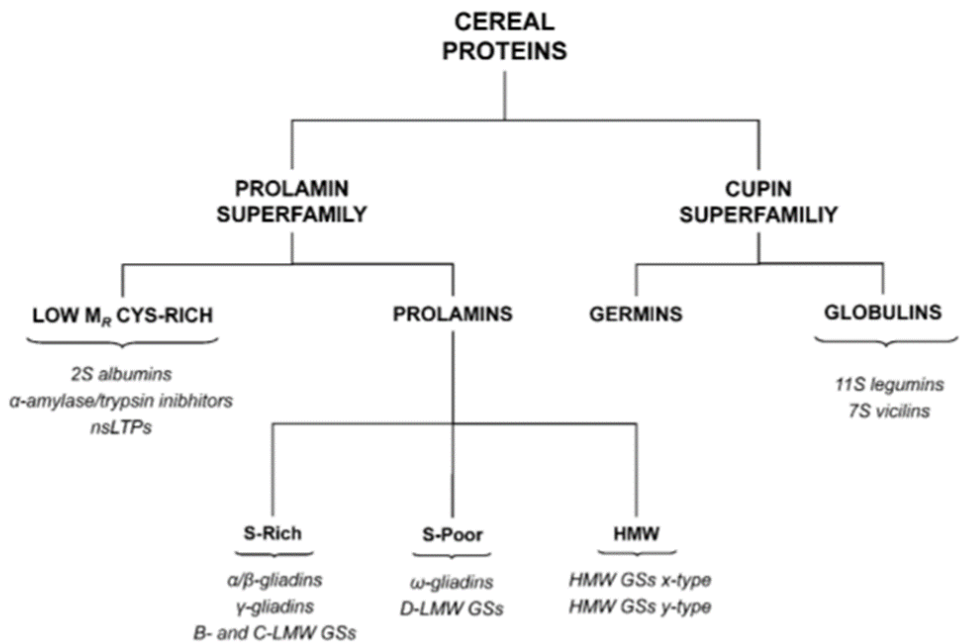 CEREAL
PROTEINS
PROLAMIN
SUPERFAMILY
CUPIN
SUPERFAMILIY
LOW MR CYS-RICH
PROLAMINS
GERMINS
GLOBULINS
2S albumins
α-amylase/trypsin inibhitors
nsLTPs
11S legumins
7S vicilins
S-Rich
S-Poor
HMW
α/β-gliadins
γ-gliadins
B- and C-LMW GSs
ω-gliadins
D-LMW GSs
HMW GSs x-type
HMW GSs y-type